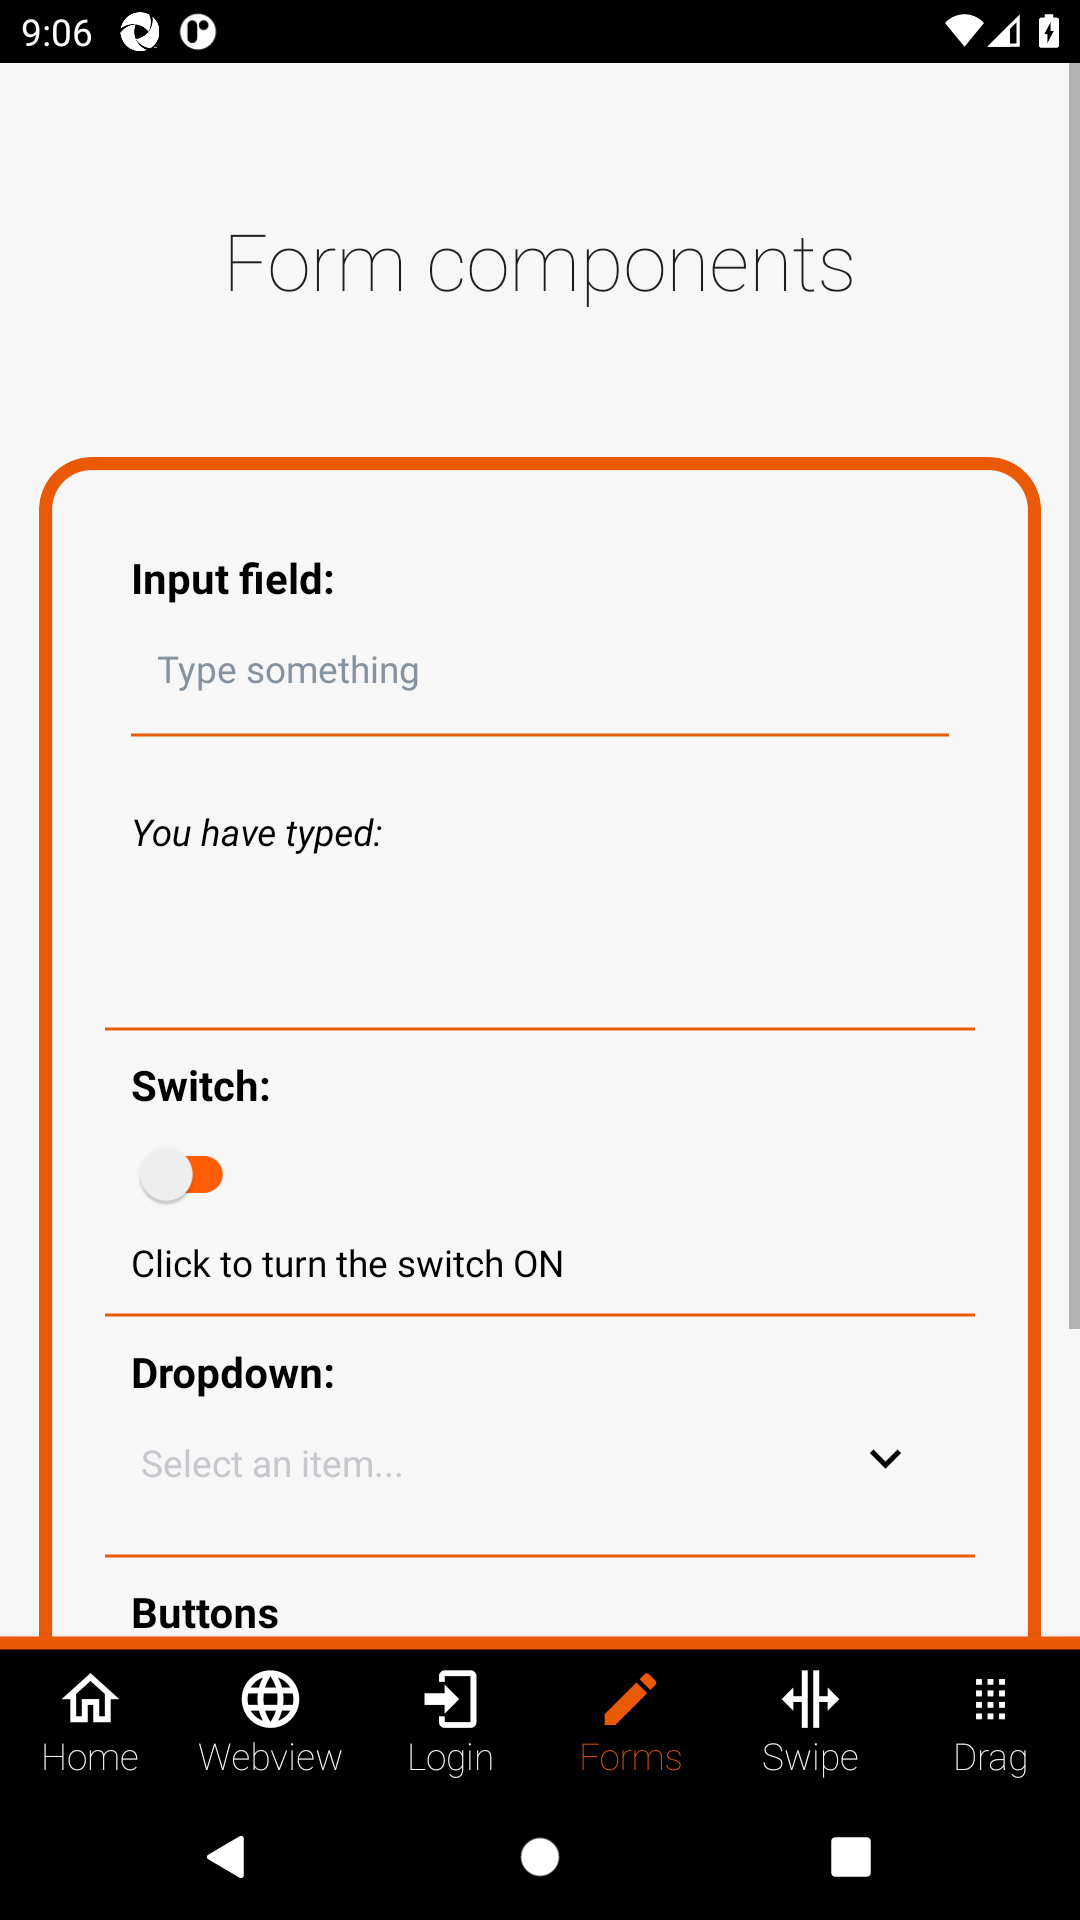 9:06
Form components
Input field:
Type something
You have typed:
Switch:
Click to turn the switch ON
Dropdown:
Select an item...
Buttons
Home Webview Login Forms Swipe Drag